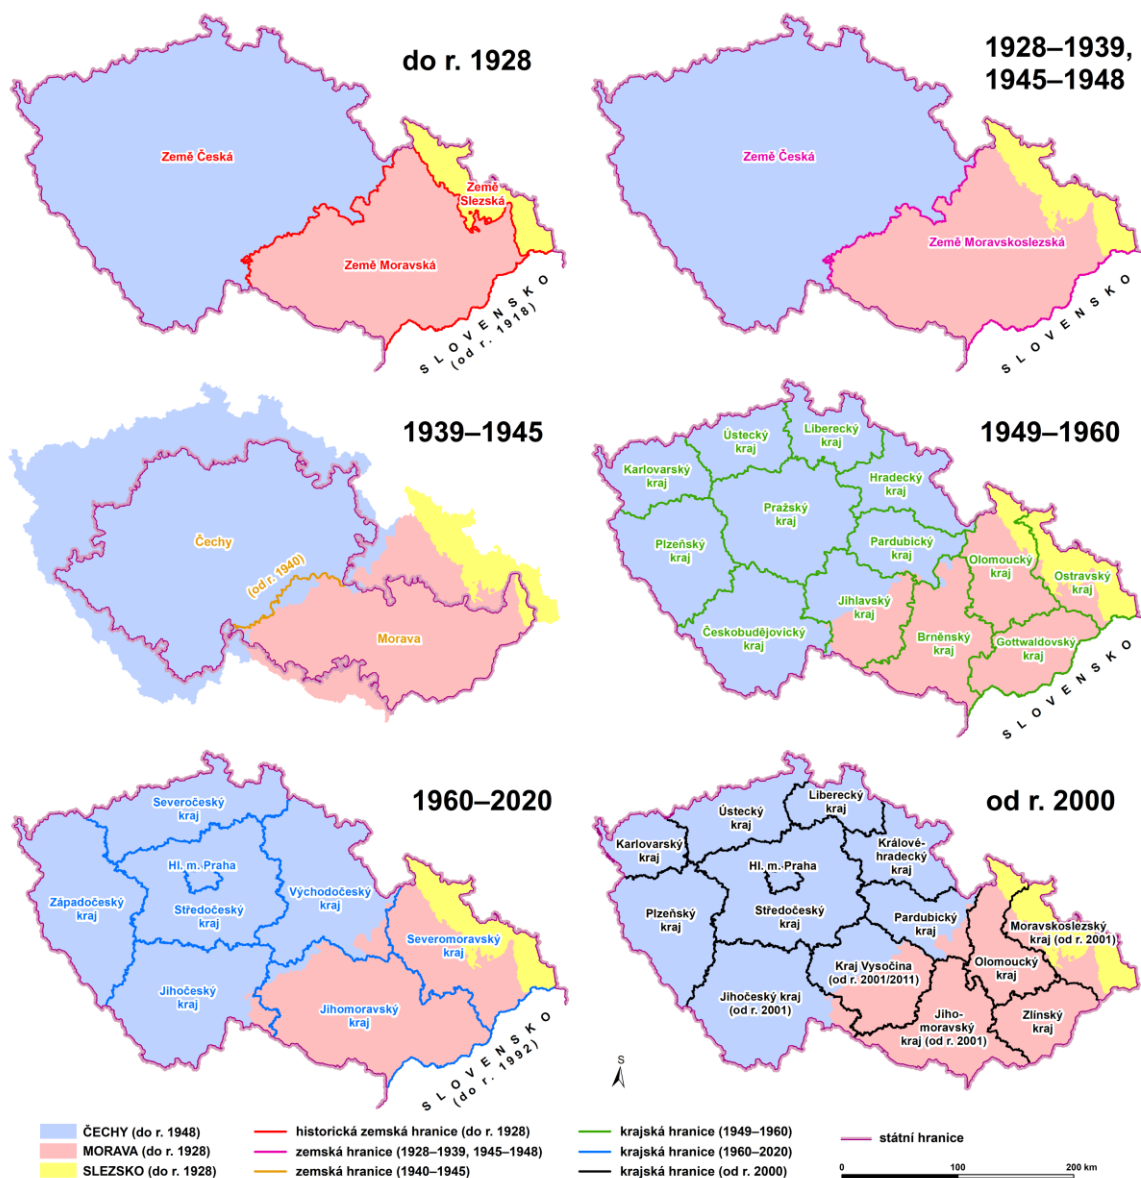 do r. 1928
Země Česká
Země
Slezská
Země Moravská
S L O V E N S K O
(od r. 1918)
1928–1939,
1945–1948
Země Česká
Země Moravskoslezská
S L O V E N S K O
1939–1945
Čechy
(od r. 1940)
Morava
1949–1960
Ústecký
kraj
Liberecký
kraj
Karlovarský
kraj
Hradecký
kraj
Pražský
kraj
Plzeňský
kraj
Pardubický
kraj
Olomoucký
kraj
Ostravský
kraj
Jihlavský
kraj
Českobudějovický
kraj
Brněnský
kraj
Gottwaldovský
kraj
S L O V E N S K O
1960–2020
Severočeský
kraj
Hl. m. Praha
Západočeský
kraj
Středočeský
kraj
Východočeský
kraj
Severomoravský
kraj
Jihočeský
kraj
Jihomoravský
kraj
S L O V E N S K O
(do r. 1992)
od r. 2000
Liberecký
kraj
Ústecký
kraj
Karlovarský
kraj
Králové-
hradecký
kraj
Hl. m. Praha
Plzeňský
kraj
Středočeský
kraj
Pardubický
kraj
Moravskoslezský
kraj (od r. 2001)
Olomoucký
kraj
Kraj Vysočina
(od r. 2001/2011)
Jihočeský kraj
(od r. 2001)
Jiho-
moravský
kraj (od r. 2001)
Zlínský
kraj
S
ČECHY (do r. 1948)
MORAVA (do r. 1928)
SLEZSKO (do r. 1928)
historická zemská hranice (do r. 1928)
zemská hranice (1928–1939, 1945–1948)
zemská hranice (1940–1945)
krajská hranice (1949–1960)
krajská hranice (1960–2020)
krajská hranice (od r. 2000)
státní hranice
0 100 200 km